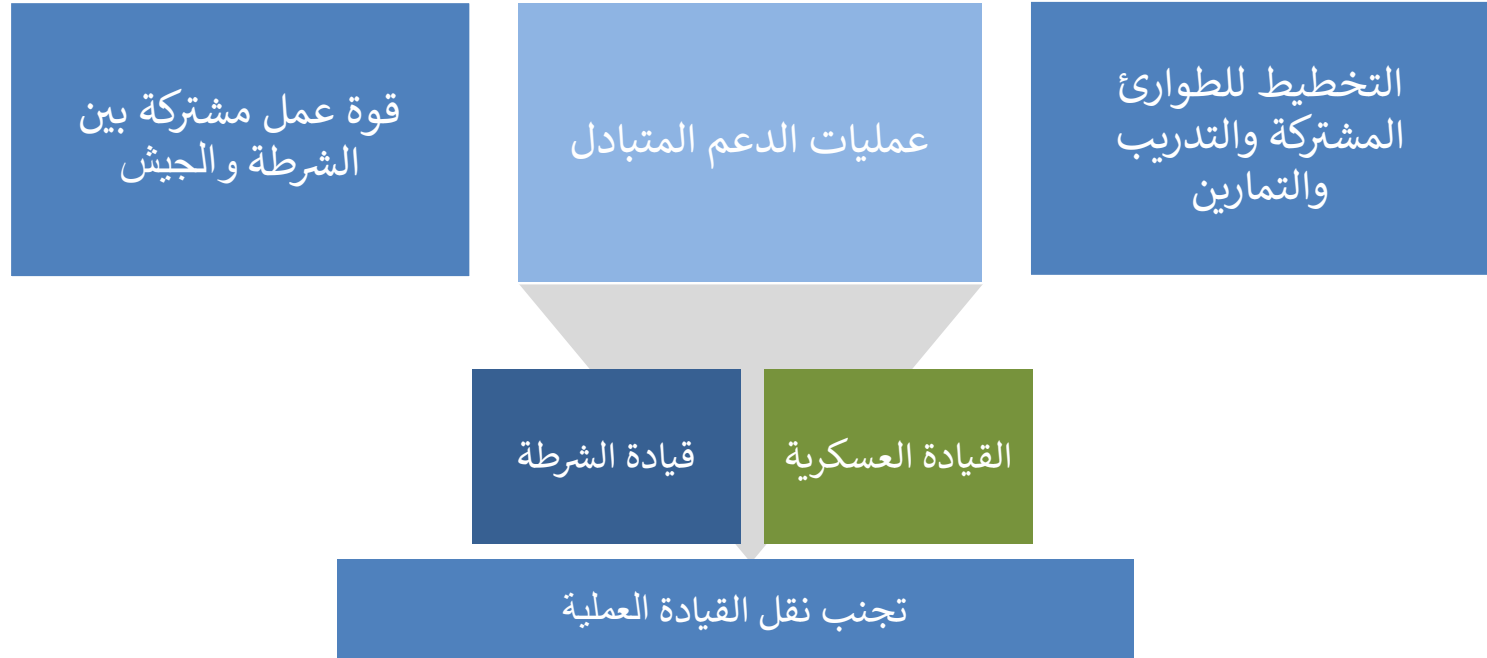 التخطيط للطوارئ
المشتركة والتدريب
والتمارين
عمليات الدعم المتبادل
قوة عمل مشتركة بين
الشرطة والجيش
القيادة العسكرية
قيادة الشرطة
تجنب نقل القيادة العملية